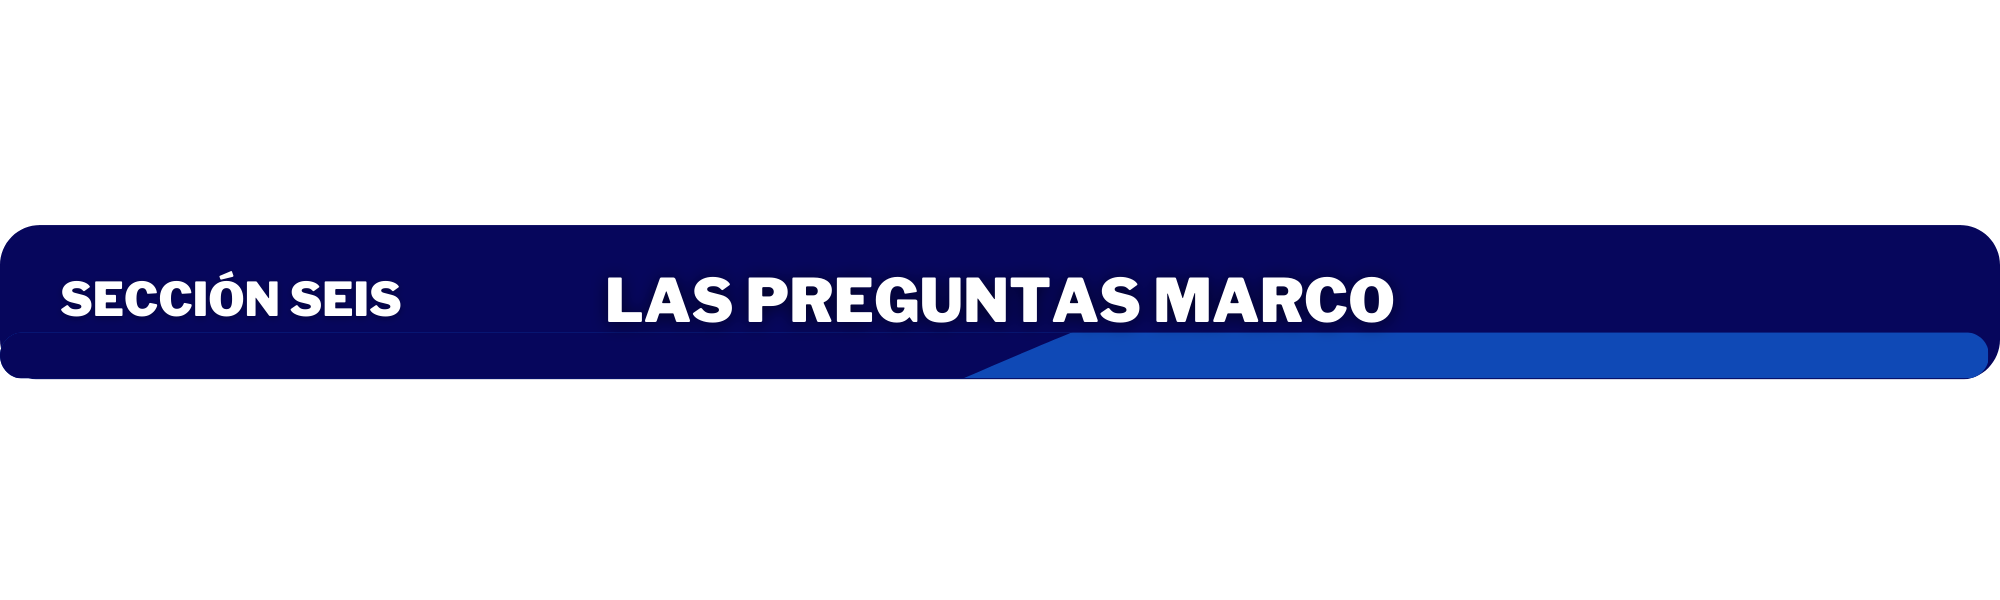 SECCIÓN SEIS
LAS PREGUNTAS MARCO